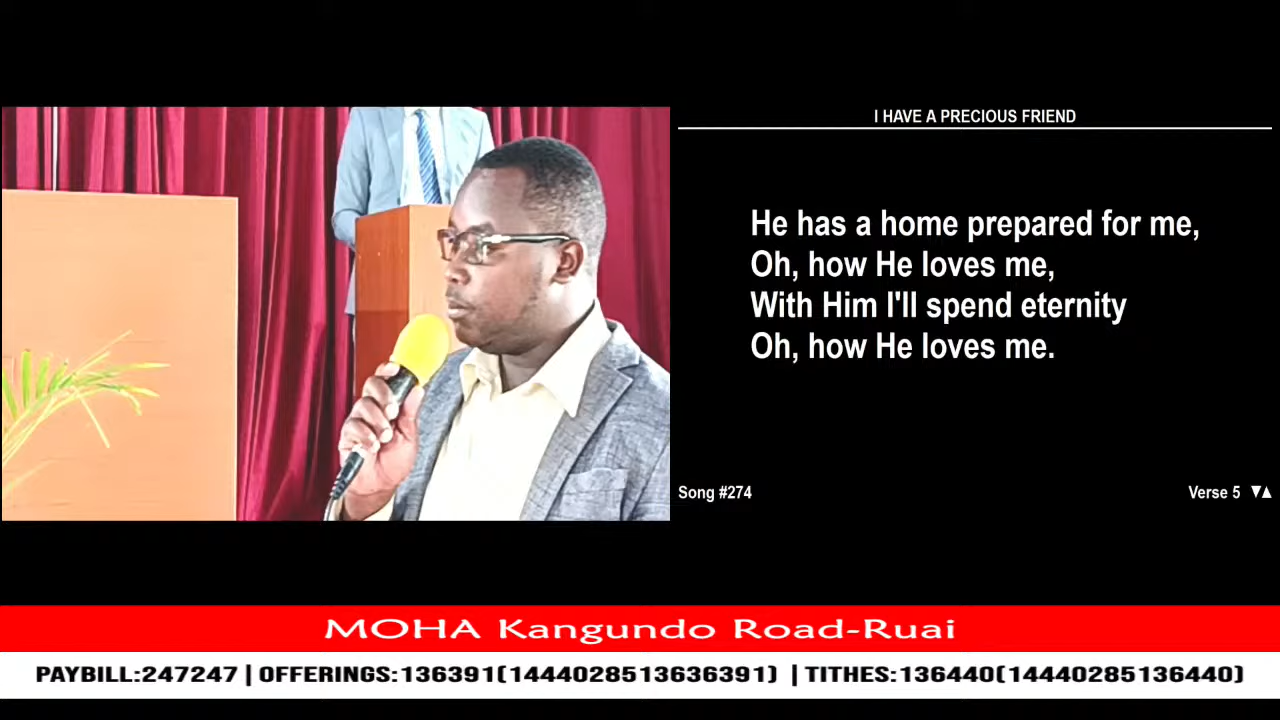 I HAVE A PRECIOUS FRIEND
He has a home prepared for me,
Oh, how He loves me,
With Him I'll spend eternity
Oh, how He loves me.
Song #274
Verse 5 ▼▲
MOHA Kangundo Road-Ruai
PAYBILL:247247 | OFFERINGS:136391(1444028513636391) | TITHES:136440(14440285136440)